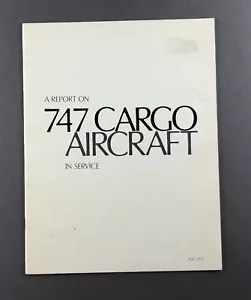 A REPORT ON
747 CARGO
AIRCRAFT
IN SERVICE